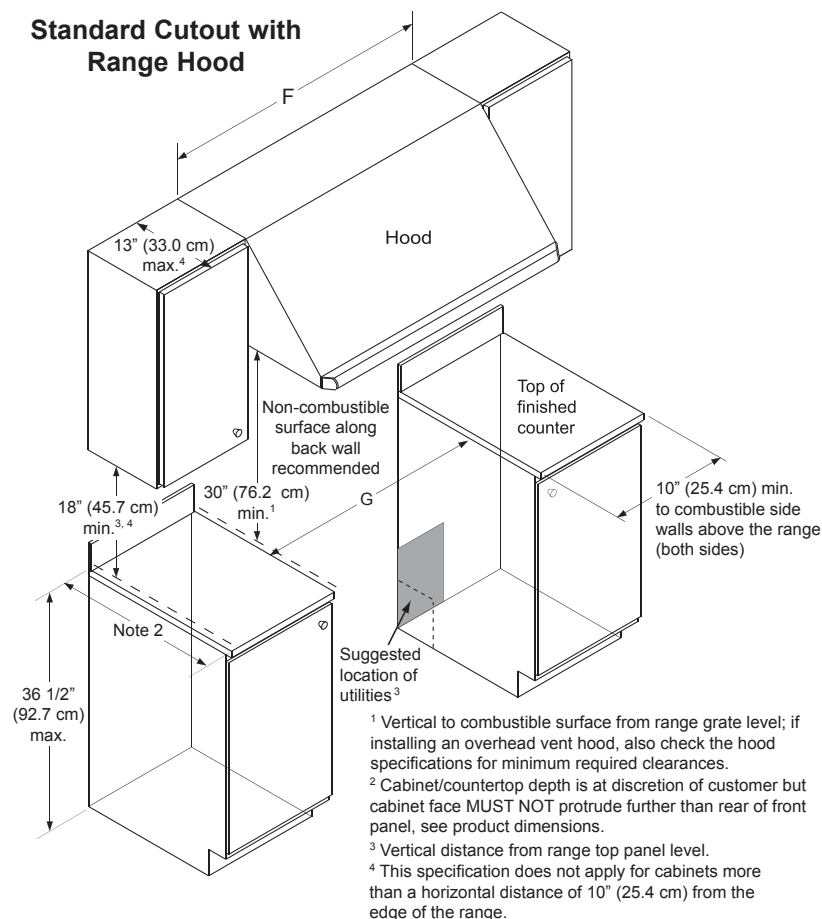 Standard Cutout with
Range Hood
F
13” (33.0 cm)
max.4
Hood
Non-combustible
surface along
back wall
recommended
Top of
finished
counter
18” (45.7 cm)
min.3, 4
30” (76.2 cm)
min.1
G
10” (25.4 cm) min.
to combustible side
walls above the range
(both sides)
Note 2
Suggested
location of
utilities3
36 1/2”
(92.7 cm)
max.
1 Vertical to combustible surface from range grate level; if
installing an overhead vent hood, also check the hood
specifications for minimum required clearances.
2 Cabinet/countertop depth is at discretion of customer but
cabinet face MUST NOT protrude further than rear of front
panel, see product dimensions.
3 Vertical distance from range top panel level.
4 This specification does not apply for cabinets more
than a horizontal distance of 10” (25.4 cm) from the
edge of the range.